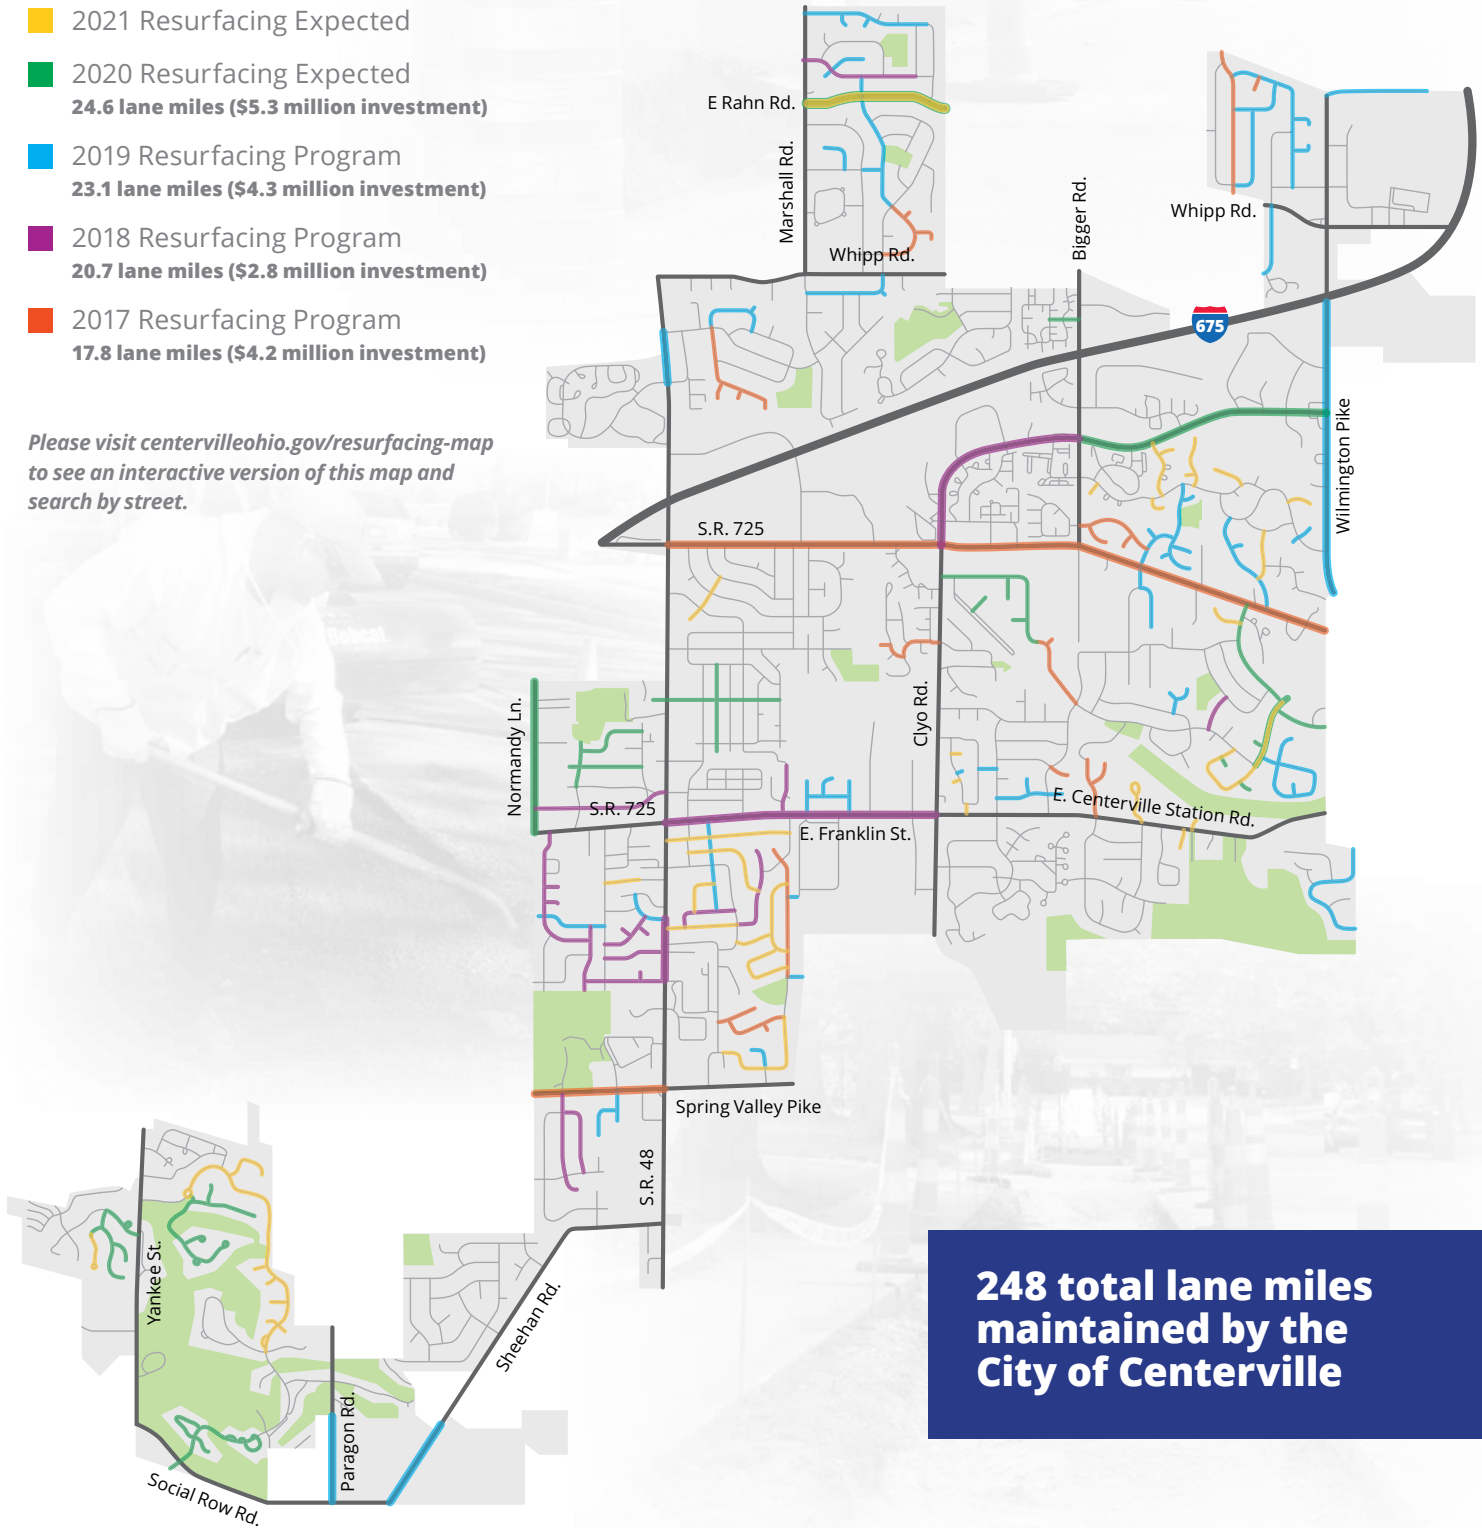 2021 Resurfacing Expected
2020 Resurfacing Expected
24.6 lane miles ($5.3 million investment)
2019 Resurfacing Program
23.1 lane miles ($4.3 million investment)
2018 Resurfacing Program
20.7 lane miles ($2.8 million investment)
2017 Resurfacing Program
17.8 lane miles ($4.2 million investment)
Please visit centervilleohio.gov/resurfacing-map
to see an interactive version of this map and
search by street.
E Rahn Rd.
Marshall Rd.
Whipp Rd.
Bigger Rd.
Whipp Rd.
675
Wilmington Pike
S.R. 725
Bobcat
Normandy Ln.
Clyo Rd.
S.R. 725
E. Franklin St.
E. Centerville Station Rd.
Spring Valley Pike
S.R. 48
Yankee St.
Sheehan Rd.
Paragon Rd.
Social Row Rd.
248 total lane miles
maintained by the
City of Centerville